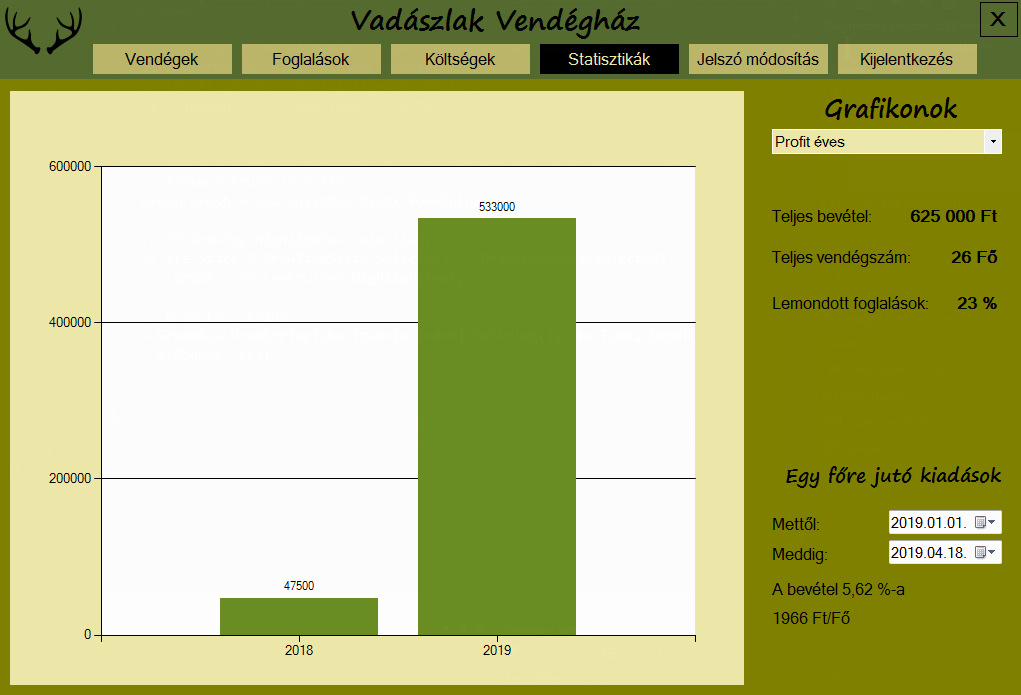 Vadászlak Vendégház
X
Vendégek
Foglalások
Költségek
Statisztikák
Jelszó módosítás
Kijelentkezés
Grafikonok
Profit éves
Teljes bevétel: 625 000 Ft
Teljes vendégszám: 26 Fő
Lemondott foglalások: 23 %
Egy főre jutó kiadások
Mettől: 2019.01.01.
Meddig: 2019.04.18.
A bevétel 5,62 %-a
1966 Ft/Fő
600000
400000
200000
0
533000
47500
2018
2019